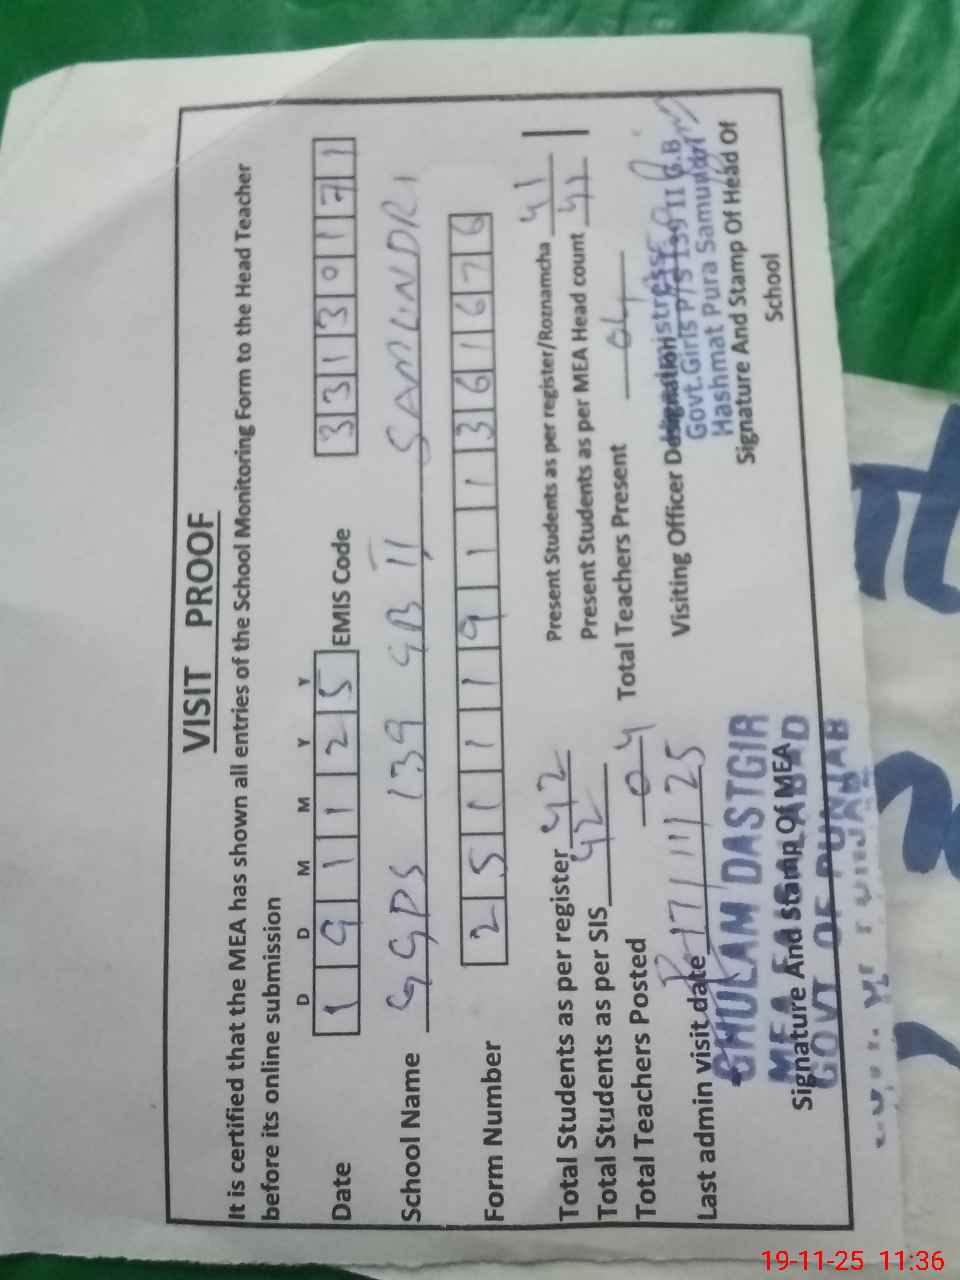 VISIT PROOF
It is certified that the MEA has shown all entries of the School Monitoring Form to the Head Teacher
before its online submission
D D M M Y Y
Date 1 9 1 1 2 5 EMIS Code 3 3 1 3 0 1 7 1
School Name GGPS 139 GB II SAMUNDRI
Form Number 2 5 1 1 1 9 1 1 3 6 1 6 7 6
Total Students as per register 42 Present Students as per register/Roznamcha 41
Total Students as per SIS 42 Present Students as per MEA Head count 41
Total Teachers Posted 04 Total Teachers Present 04
Last admin visit date 17/11/25 Visiting Officer Designation
GHULAM DASTGIR
MEA FAISALABAD
GOVT OF PUNJAB
Signature And Stamp Of MEA
Headmistress
Govt. Girls P/S 139 II G.B
Hashmat Pura Samundri
Signature And Stamp Of Head Of
School
19-11-25 11:36